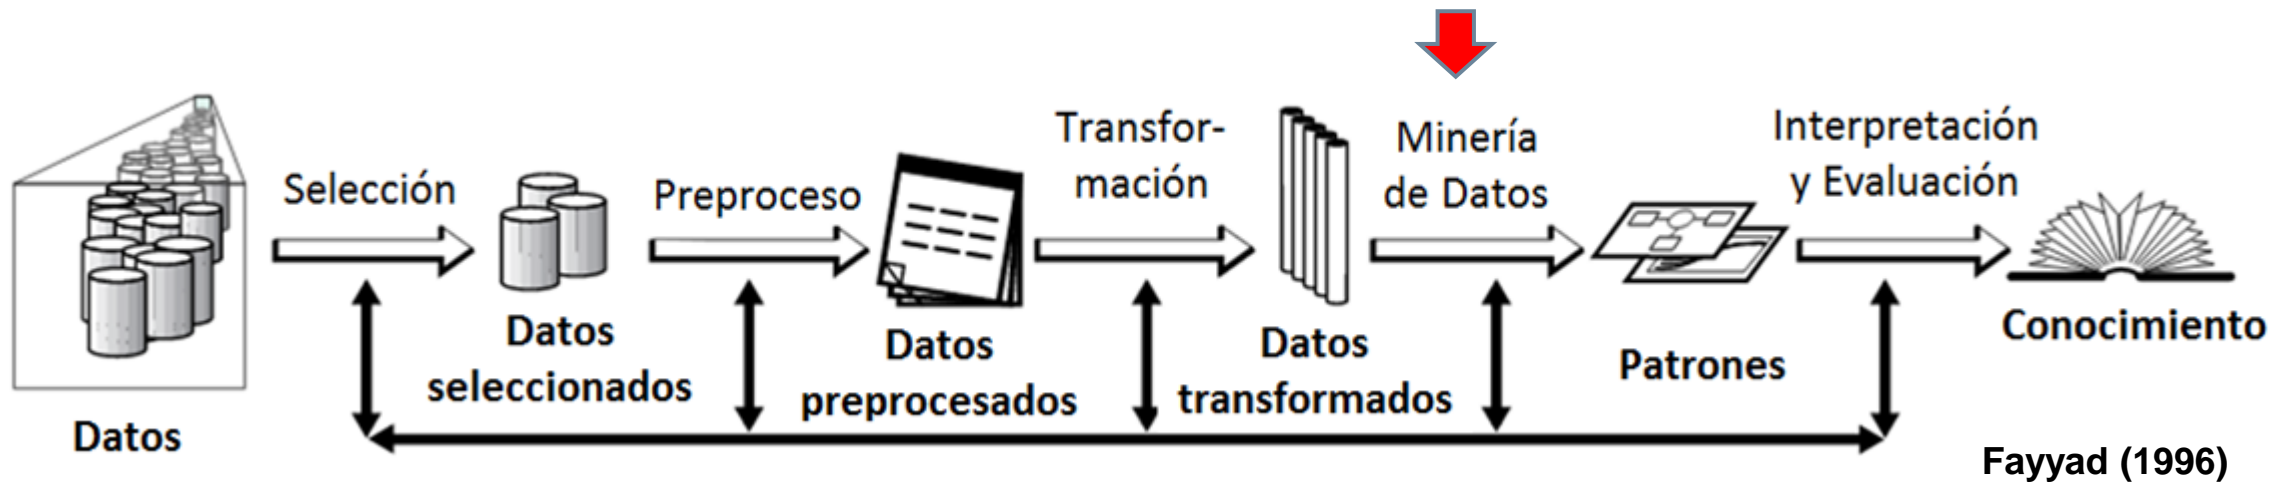 Datos
Selección
Datos
seleccionados
Preproceso
Datos
preprocesados
Transfor-
mación
Datos
transformados
Minería
de Datos
Patrones
Interpretación
y Evaluación
Conocimiento
Fayyad (1996)